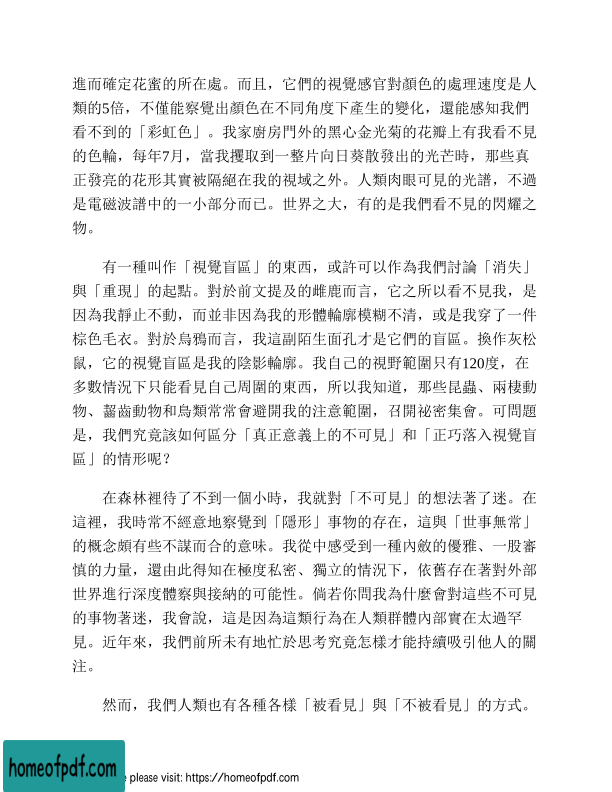 進而確定花蜜的所在處。而且，它們的視覺感官對顏色的處理速度是人
類的5倍，不僅能察覺出顏色在不同角度下產生的變化，還能感知我們
看不到的「彩虹色」。我家廚房門外的黑心金光菊的花瓣上有我看不見
的色輪，每年7月，當我攫取到一整片向日葵散發出的光芒時，那些真
正發亮的花形其實被隔絕在我的視域之外。人類肉眼可見的光譜，不過
是電磁波譜中的一小部分而已。世界之大，有的是我們看不見的閃耀之
物。
有一種叫作「視覺盲區」的東西，或許可以作為我們討論「消失」
與「重現」的起點。對於前文提及的雌鹿而言，它之所以看不見我，是
因為我靜止不動，而並非因為我的形體輪廓模糊不清，或是我穿了一件
棕色毛衣。對於烏鴉而言，我這副陌生面孔才是它們的盲區。換作灰松
鼠，它的視覺盲區是我的陰影輪廓。我自己的視野範圍只有120度，在
多數情況下只能看見自己周圍的東西，所以我知道，那些昆蟲、兩棲動
物、齧齒動物和鳥類常常會避開我的注意範圍，召開祕密集會。可問題
是，我們究竟該如何區分「真正意義上的不可見」和「正巧落入視覺盲
區」的情形呢？
在森林裡待了不到一個小時，我就對「不可見」的想法著了迷。在
這裡，我時常不經意地察覺到「隱形」事物的存在，這與「世事無常」
的概念頗有些不謀而合的意味。我從中感受到一種內斂的優雅、一股審
慎的力量，還由此得知在極度私密、獨立的情況下，依舊存在著對外部
世界進行深度體察與接納的可能性。倘若你問我為什麼會對這些不可見
的事物著迷，我會說，這是因為這類行為在人類群體內部實在太過罕
見。近年來，我們前所未有地忙於思考究竟怎樣才能持續吸引他人的關
注。
然而，我們人類也有各種各樣「被看見」與「不被看見」的方式。
homeofpdf.com
e please visit: https://homeofpdf.com